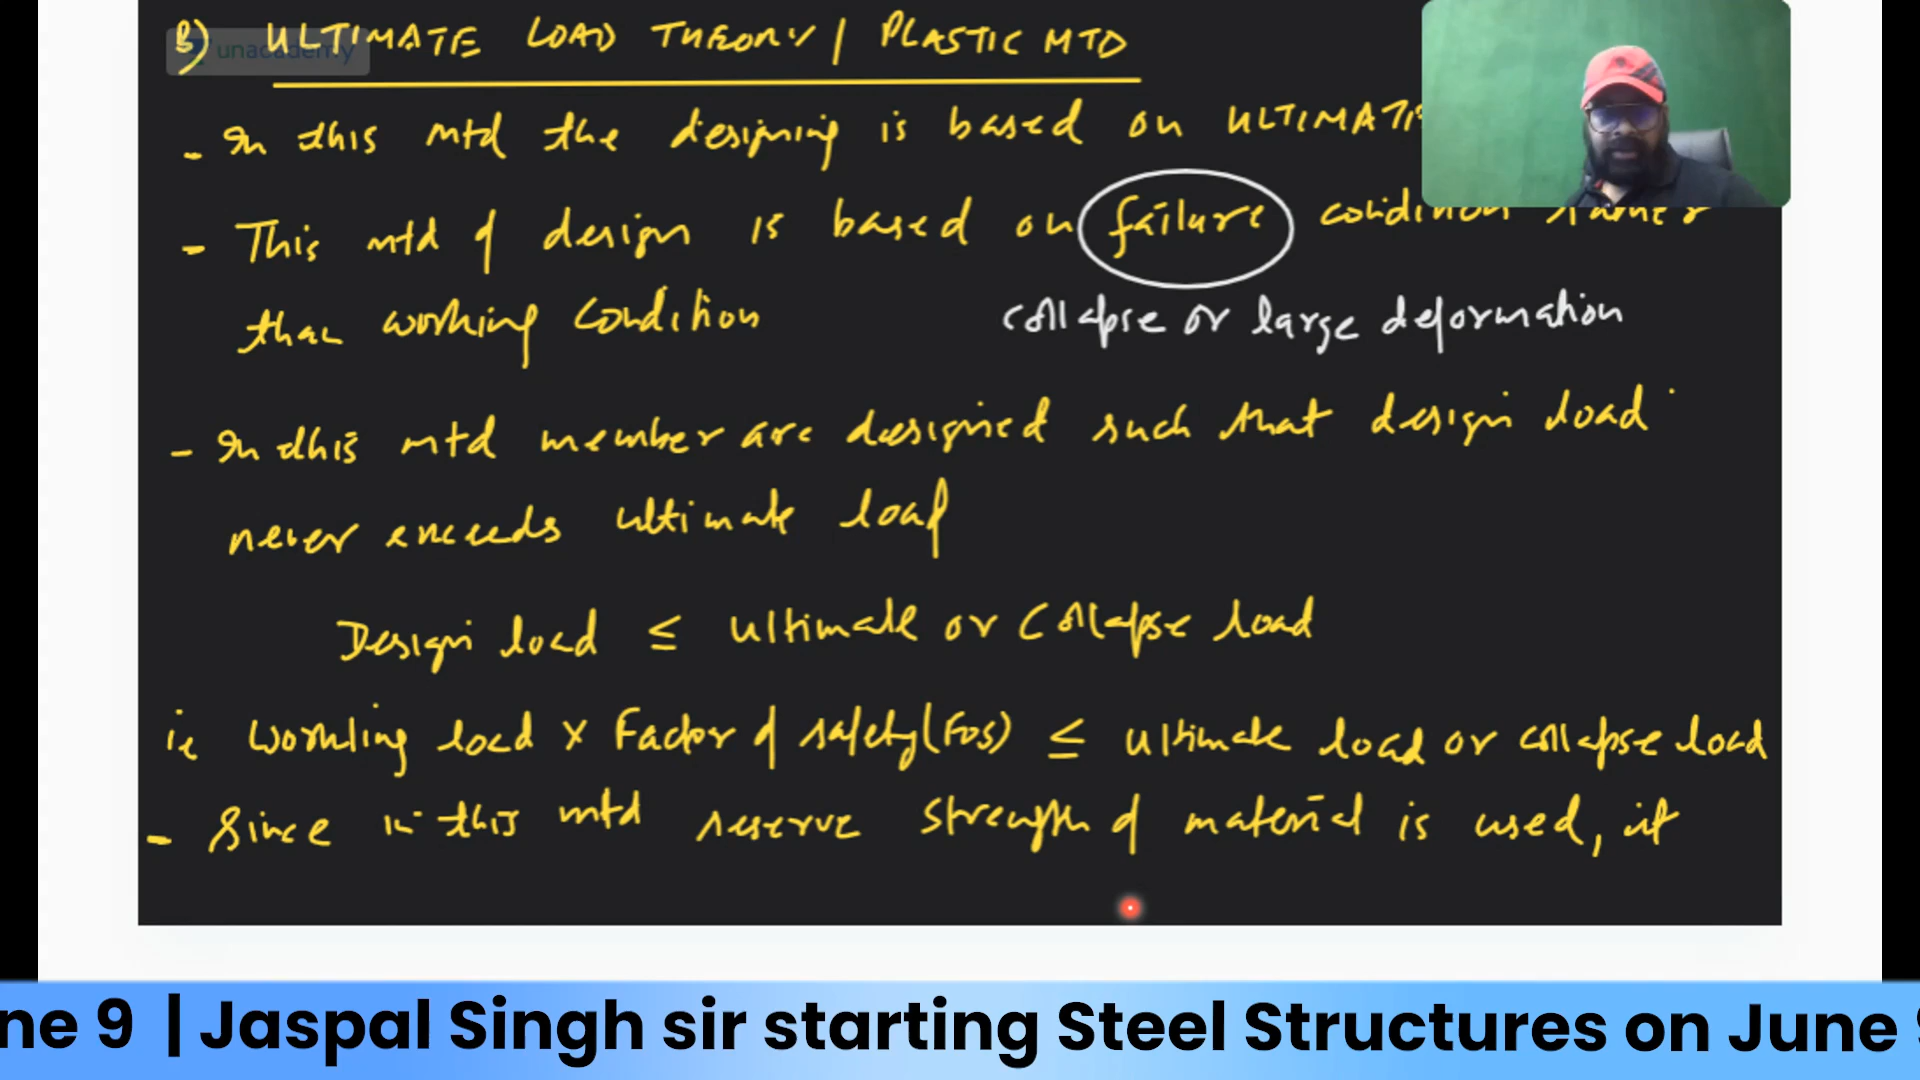 B) ULTIMATE LOAD THEORY / PLASTIC MTD
unacademy
- In this mtd the designing is based on ULTIMATE
- This mtd of design is based on failure condition rather
than working condition
collapse or large deformation
- In this mtd member are designed such that design load
never exceeds ultimate load
Design load ≤ ultimate or collapse load
ie working load x Factor of safety (FOS) ≤ ultimate load or collapse load
- Since in this mtd reserve strength of material is used, it
ne 9 | Jaspal Singh sir starting Steel Structures on June 9